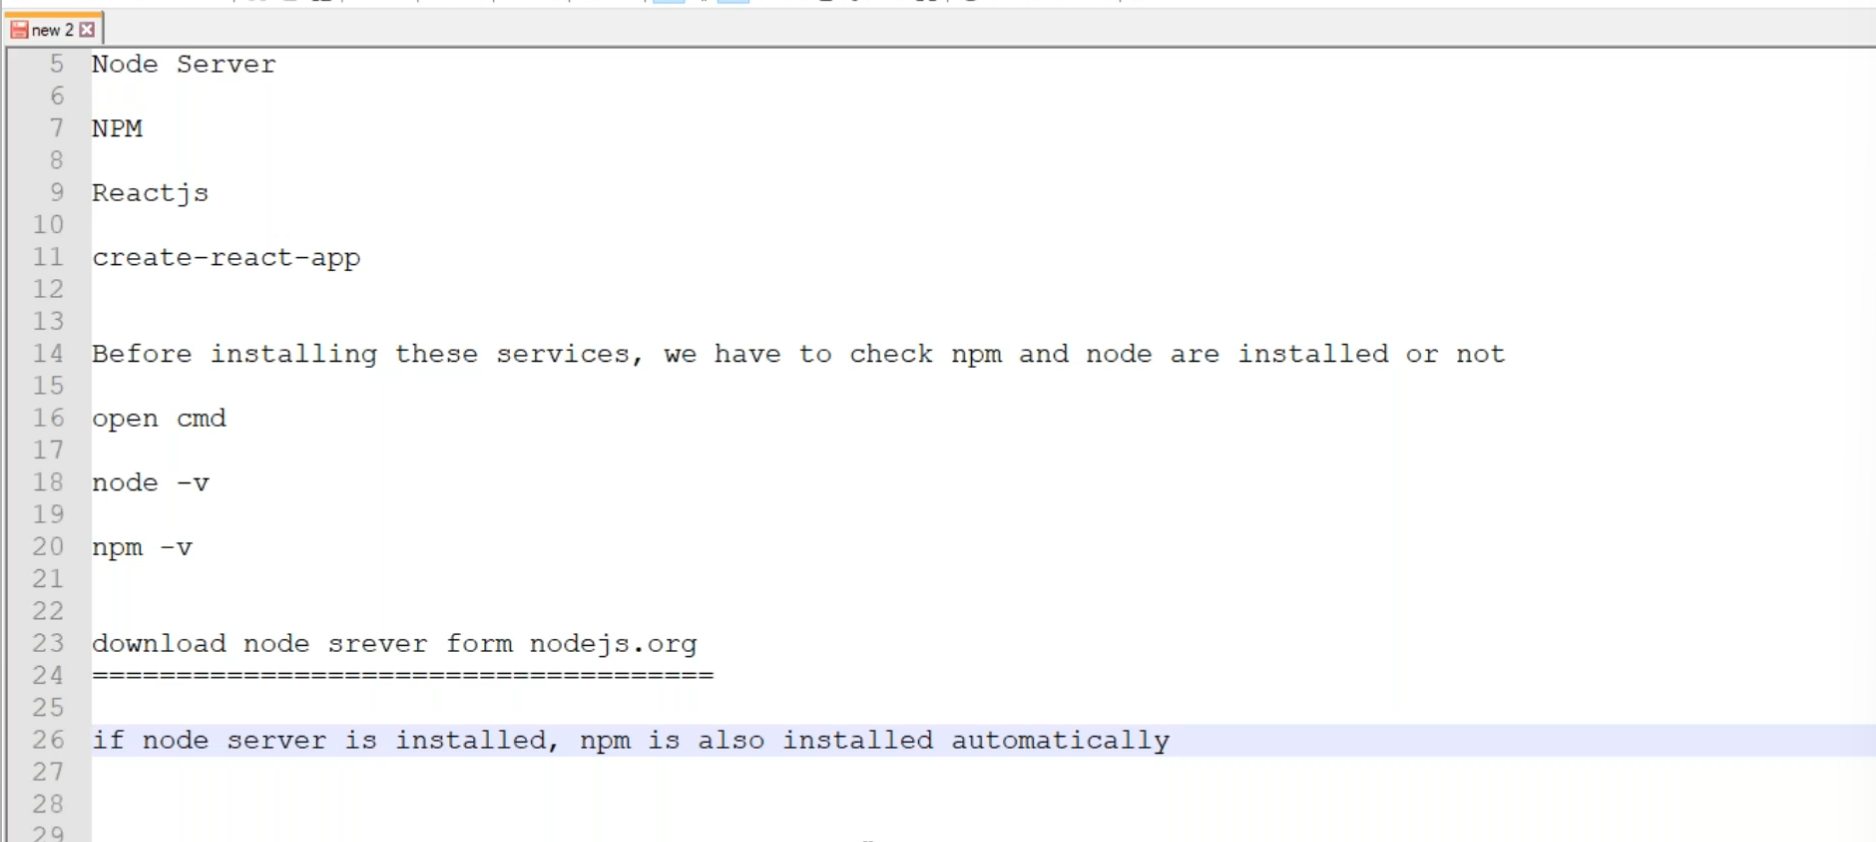 new 2
5 Node Server
6
7 NPM
8
9 Reactjs
10
11 create-react-app
12
13
14 Before installing these services, we have to check npm and node are installed or not
15
16 open cmd
17
18 node -v
19
20 npm -v
21
22
23 download node srever form nodejs.org
24 =====================================
25
26 if node server is installed, npm is also installed automatically
27
28
29